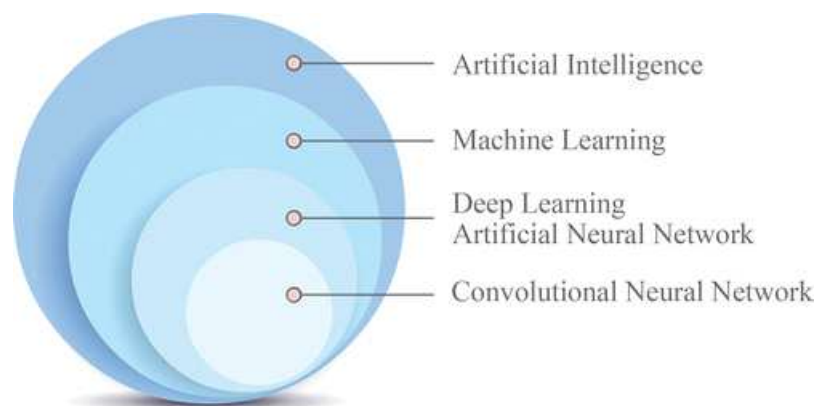 Artificial Intelligence
Machine Learning
Deep Learning
Artificial Neural Network
Convolutional Neural Network